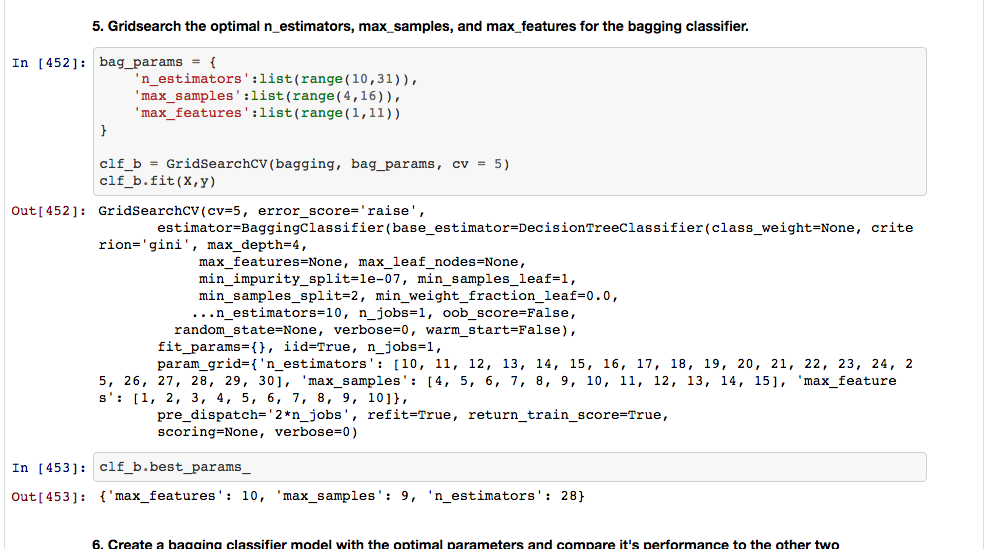 5. Gridsearch the optimal n_estimators, max_samples, and max_features for the bagging classifier.
In [452]: bag_params = {
'n_estimators':list(range(10,31)),
'max_samples':list(range(4,16)),
'max_features':list(range(1,11))
}
clf_b = GridSearchCV(bagging, bag_params, cv = 5)
clf_b.fit(X,y)
Out[452]: GridSearchCV(cv=5, error_score='raise',
estimator=BaggingClassifier(base_estimator=DecisionTreeClassifier(class_weight=None, crite
rion='gini', max_depth=4,
max_features=None, max_leaf_nodes=None,
min_impurity_split=1e-07, min_samples_leaf=1,
min_samples_split=2, min_weight_fraction_leaf=0.0,
...n_estimators=10, n_jobs=1, oob_score=False,
random_state=None, verbose=0, warm_start=False),
fit_params={}, iid=True, n_jobs=1,
param_grid={'n_estimators': [10, 11, 12, 13, 14, 15, 16, 17, 18, 19, 20, 21, 22, 23, 24, 2
5, 26, 27, 28, 29, 30], 'max_samples': [4, 5, 6, 7, 8, 9, 10, 11, 12, 13, 14, 15], 'max_feature
s': [1, 2, 3, 4, 5, 6, 7, 8, 9, 10]},
pre_dispatch='2*n_jobs', refit=True, return_train_score=True,
scoring=None, verbose=0)
In [453]: clf_b.best_params_
Out[453]: {'max_features': 10, 'max_samples': 9, 'n_estimators': 28}
6. Create a bagging classifier model with the optimal parameters and compare it's performance to the other two